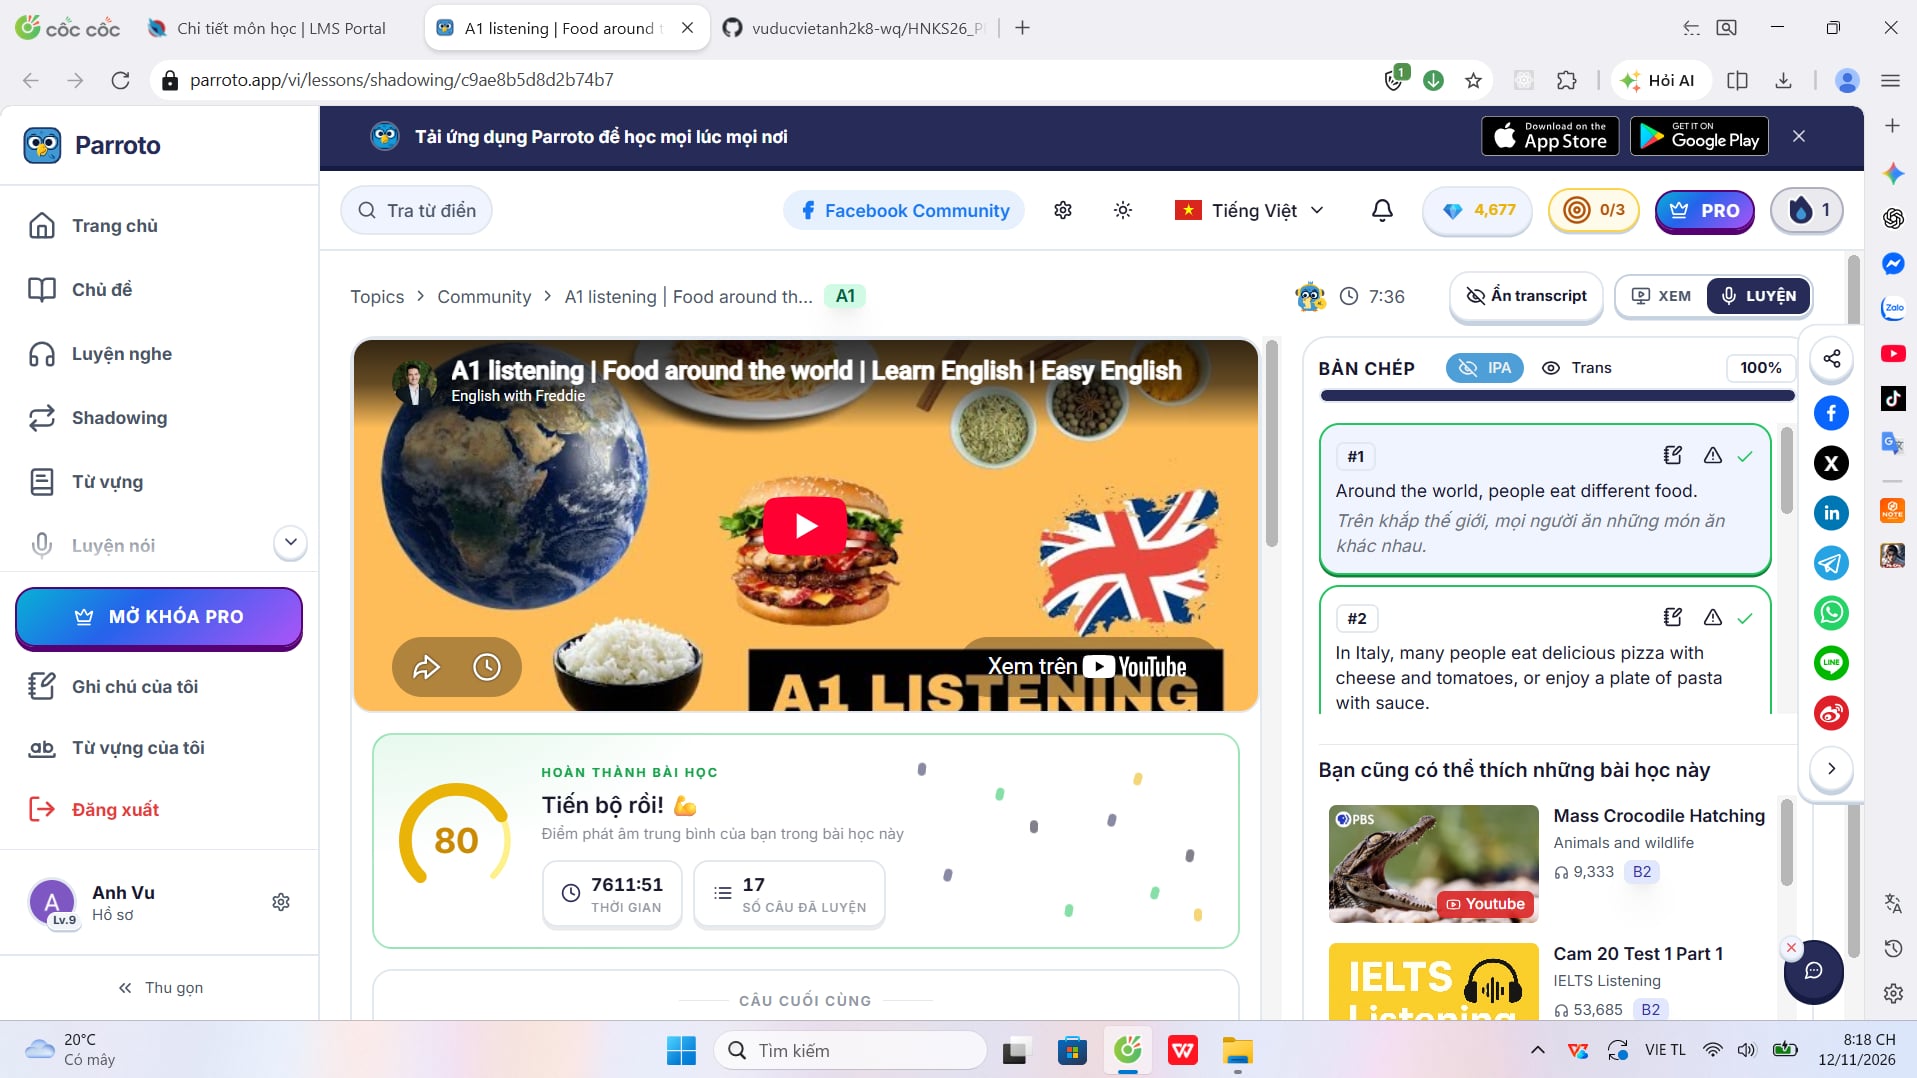 cốc cốc
Chi tiết môn học | LMS Portal
A1 listening | Food around
vuducvietanh2k8-wq/HNKS26_P
parroto.app/vi/lessons/shadowing/c9ae8b5d8d2b74b7
1
Hỏi AI
Parroto
Tải ứng dụng Parroto để học mọi lúc mọi nơi
Download on the
App Store
GET IT ON
Google Play
Tra từ điển
Facebook Community
Tiếng Việt
4,677
0/3
PRO
1
Trang chủ
Chủ đề
Luyện nghe
Shadowing
Từ vựng
Luyện nói
MỞ KHÓA PRO
Ghi chú của tôi
Từ vựng của tôi
Đăng xuất
A
Lv.9
Anh Vu
Hồ sơ
Thu gọn
Topics > Community > A1 listening | Food around th... A1
7:36
Ẩn transcript
XEM
LUYỆN
A1 listening | Food around the world | Learn English | Easy English
English with Freddie
Xem trên YouTube
A1 LISTENING
HOÀN THÀNH BÀI HỌC
Tiến bộ rồi! 💪
Điểm phát âm trung bình của bạn trong bài học này
80
7611:51
THỜI GIAN
17
SỐ CÂU ĐÃ LUYỆN
CÂU CUỐI CÙNG
BẢN CHÉP
IPA
Trans
100%
#1
Around the world, people eat different food.
Trên khắp thế giới, mọi người ăn những món ăn
khác nhau.
#2
In Italy, many people eat delicious pizza with
cheese and tomatoes, or enjoy a plate of pasta
with sauce.
Bạn cũng có thể thích những bài học này
PBS
Youtube
Mass Crocodile Hatching
Animals and wildlife
9,333 B2
IELTS
Listening
Cam 20 Test 1 Part 1
IELTS Listening
53,685 B2
LINE
Zalo
NOTE
20°C
Có mây
Tìm kiếm
VIE TL
8:18 CH
12/11/2026